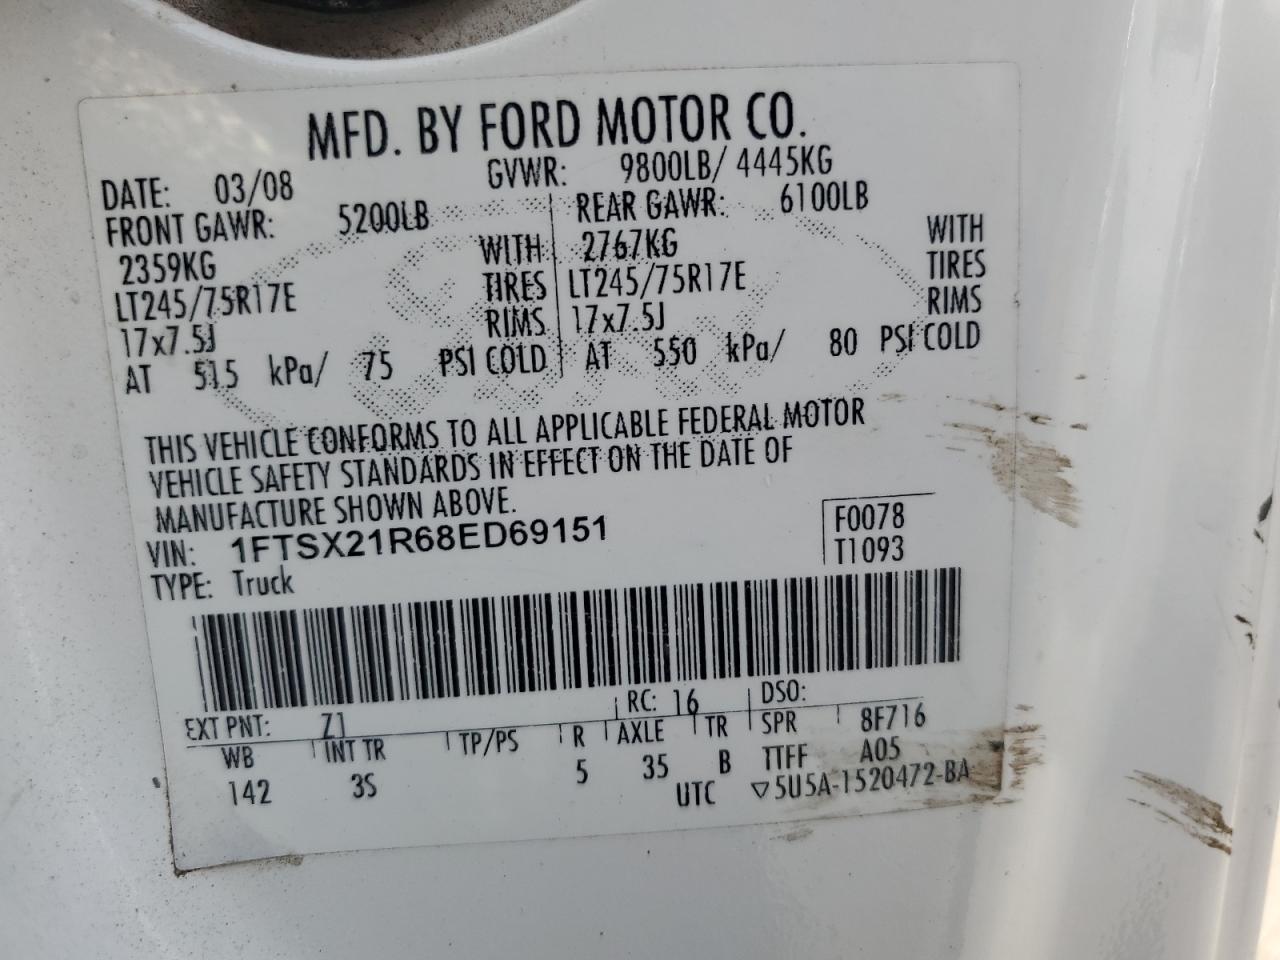 MFD. BY FORD MOTOR CO.
DATE: 03/08 GVWR: 9800LB/ 4445KG
FRONT GAWR: 5200LB REAR GAWR: 6100LB
2359KG WITH 2767KG WITH
LT245/75R17E TIRES LT245/75R17E TIRES
17x7.5J RIMS 17x7.5J RIMS
AT 515 kPa/ 75 PSI COLD AT 550 kPa/ 80 PSI COLD
THIS VEHICLE CONFORMS TO ALL APPLICABLE FEDERAL MOTOR
VEHICLE SAFETY STANDARDS IN EFFECT ON THE DATE OF
MANUFACTURE SHOWN ABOVE.
VIN: 1FTSX21R68ED69151 F0078
TYPE: Truck T1093
EXT PNT: Z1 RC: 16 DSO:
WB INT TR TP/PS R AXLE TR SPR 8F716
142 3S 5 35 B TTFF A05
UTC ▽5U5A-1520472-BA